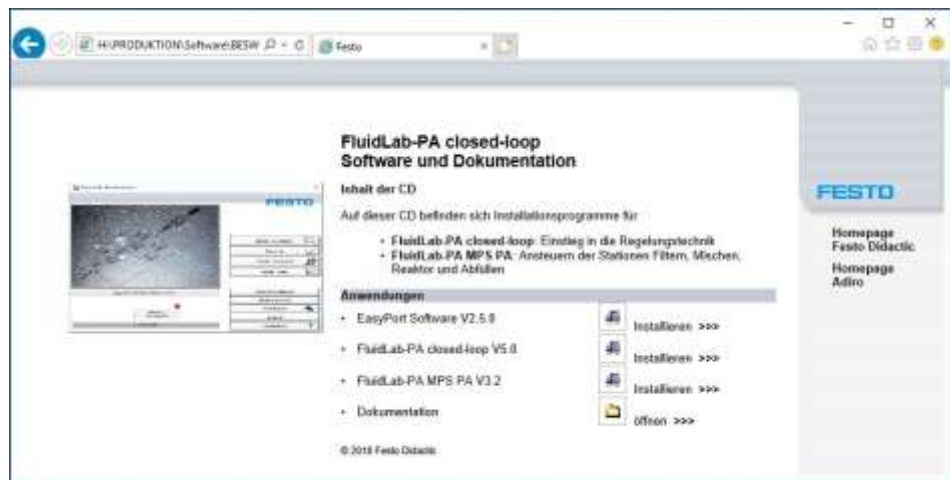 H:\PRODUKTION\Software\BESW
Festo
FluidLab-PA closed-loop
Software und Dokumentation
Inhalt der CD
Auf dieser CD befinden sich Installationsprogramme für
• FluidLab-PA closed-loop: Einstieg in die Regelungstechnik
• FluidLab-PA MPS PA: Ansteuern der Stationen Filtern, Mischen,
Reaktor und Abfüllen
Anwendungen
• EasyPort Software
Installieren >>>
• FluidLab-PA closed-loop V5.0
Installieren >>>
• FluidLab-PA MPS PA V3.2
Installieren >>>
• Dokumentation
öffnen >>>
© 2018 Festo Didactic
FESTO
FESTO
Homepage
Festo Didactic
Homepage
Adiro